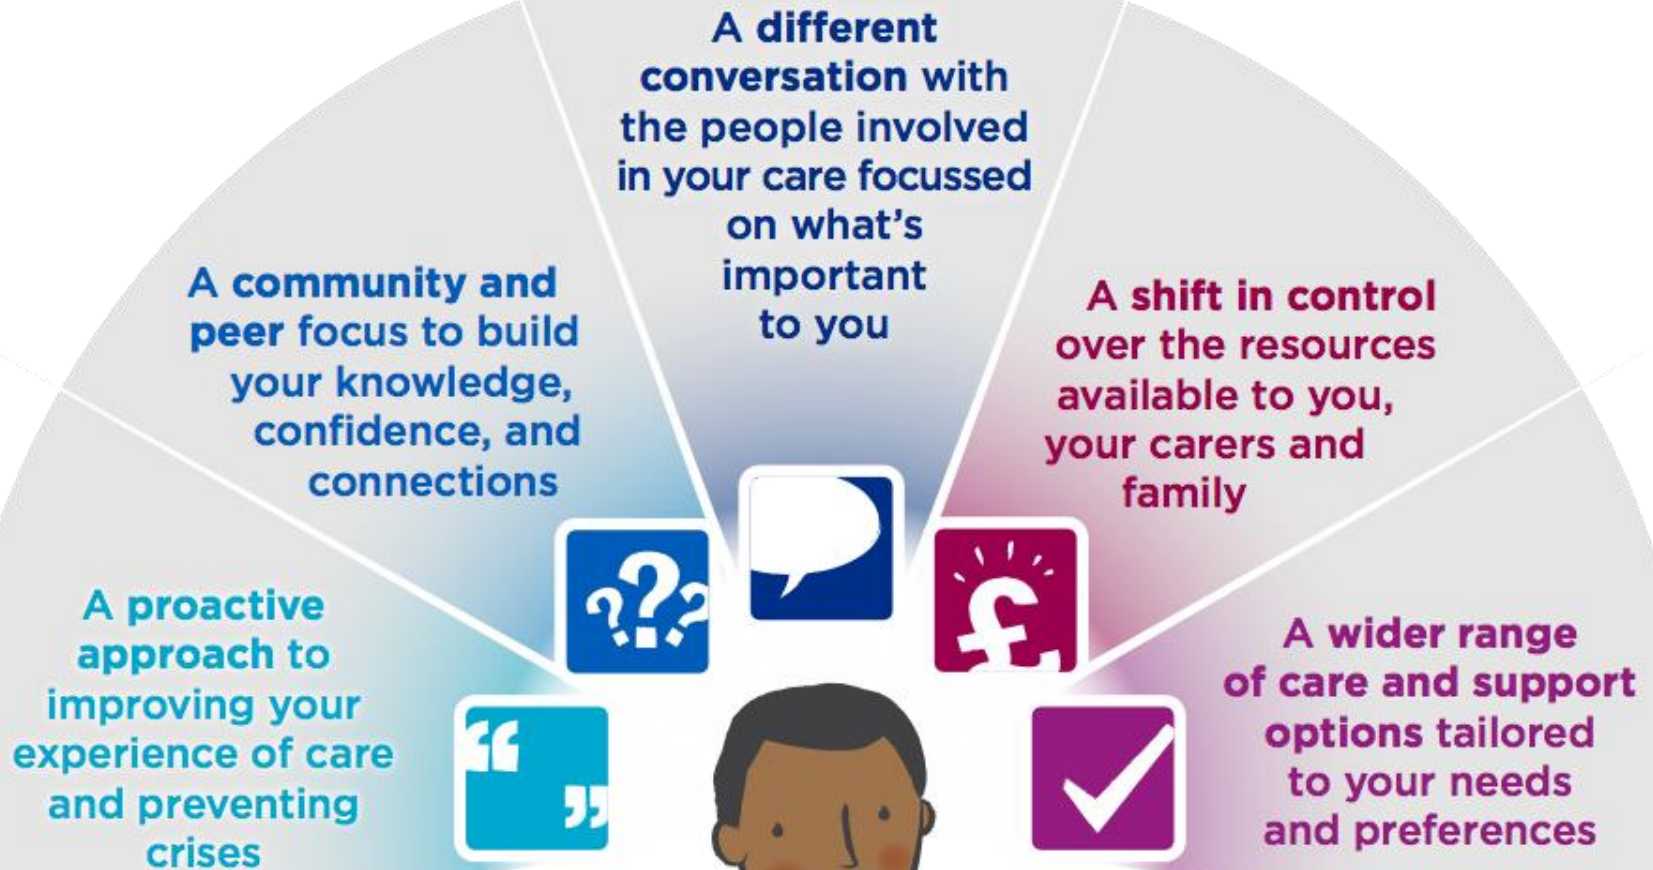 A different
conversation with
the people involved
in your care focussed
on what's
important
to you
A community and
peer focus to build
your knowledge,
confidence, and
connections
A shift in control
over the resources
available to you,
your carers and
family
A proactive
approach to
improving your
experience of care
and preventing
crises
A wider range
of care and support
options tailored
to your needs
and preferences
???
£
“ ”